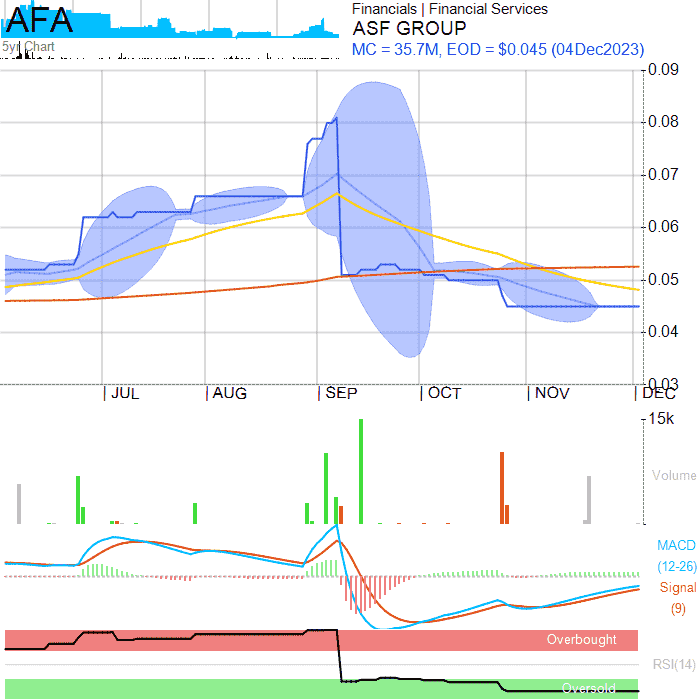 AFA
5yr Chart
Financials | Financial Services
ASF GROUP
MC = 35.7M, EOD = $0.045 (04Dec2023)
0.09
0.08
0.07
0.06
0.05
0.04
0.03
JUL
AUG
SEP
OCT
NOV
DEC
15k
Volume
MACD
(12-26)
Signal
(9)
Overbought
RSI(14)
Oversold